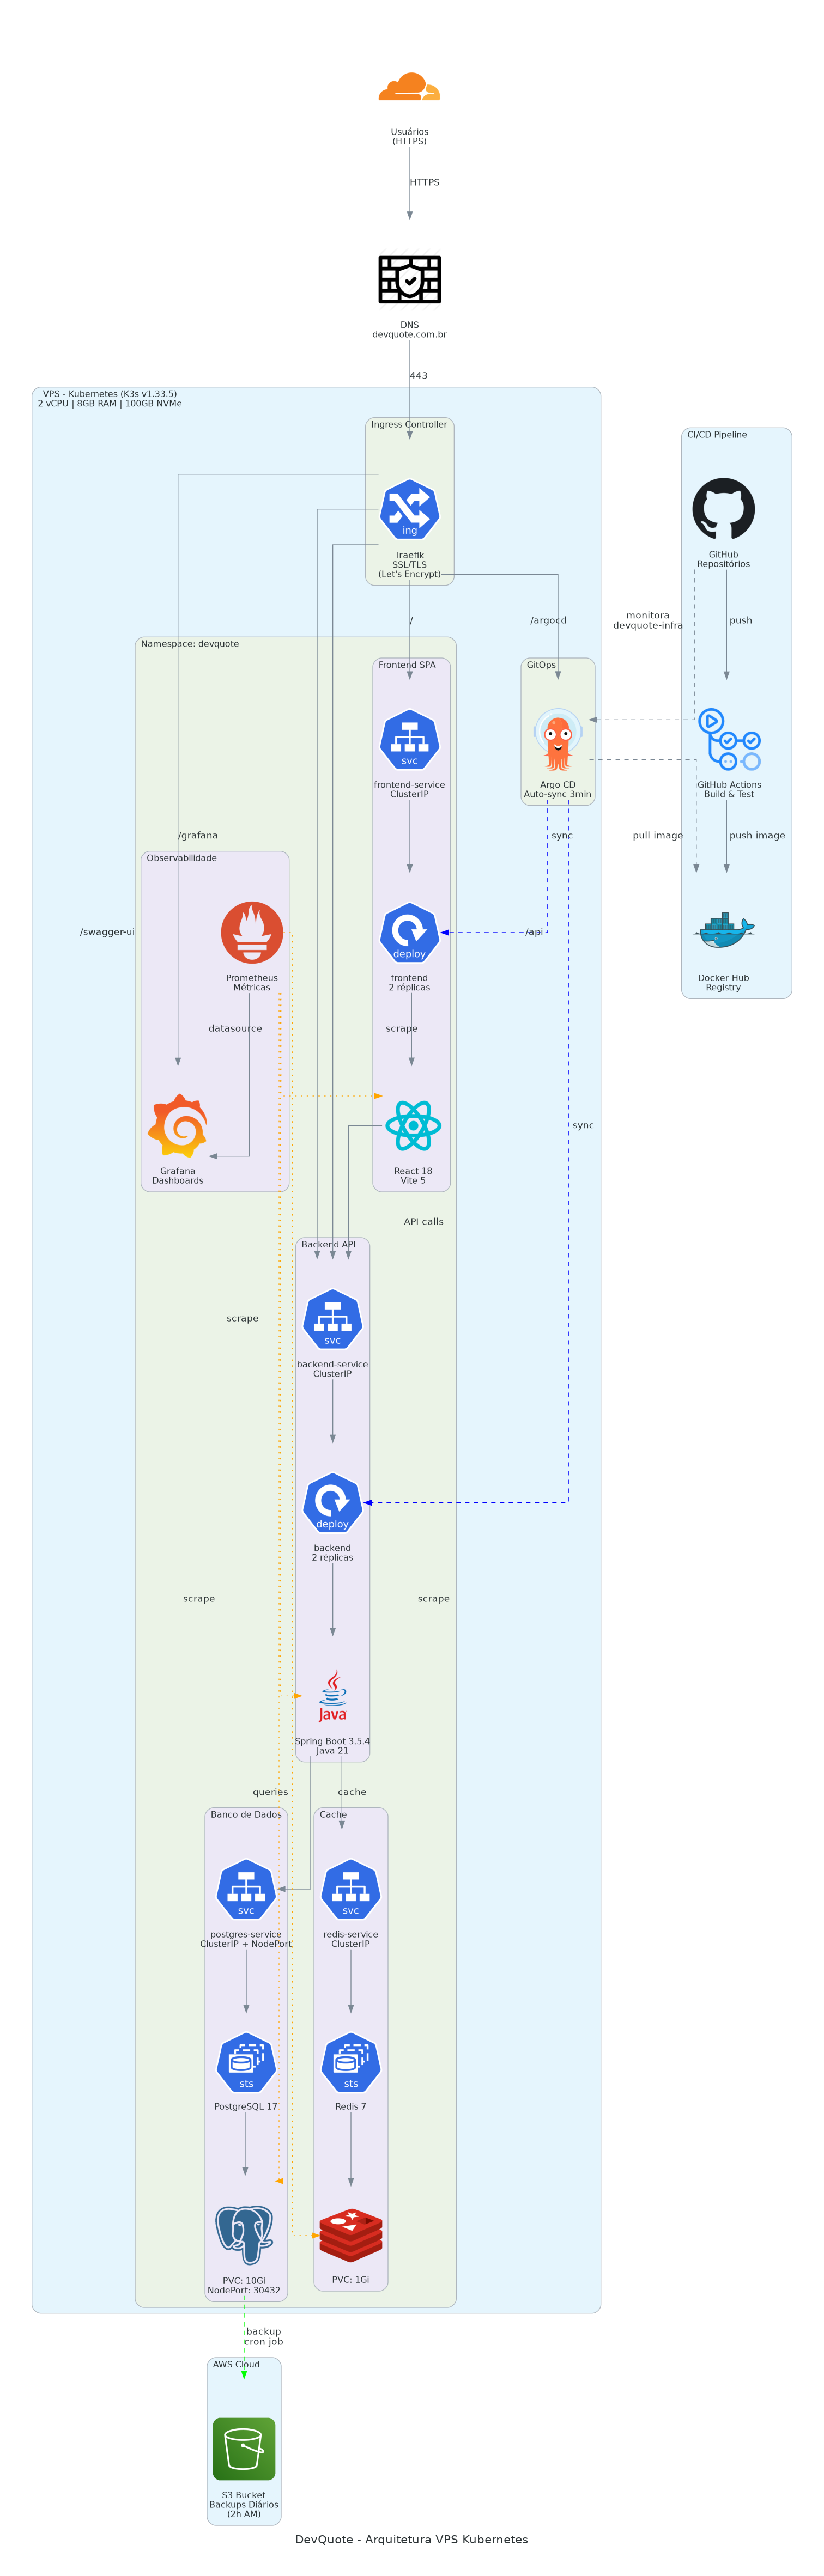 Usuários
(HTTPS)
HTTPS
DNS
devquote.com.br
443
VPS - Kubernetes (K3s v1.33.5)
2 vCPU | 8GB RAM | 100GB NVMe
Ingress Controller
ing
Traefik
SSL/TLS
(Let's Encrypt)
CI/CD Pipeline
GitHub
Repositórios
/
/argocd
monitora
devquote-infra
push
Namespace: devquote
Frontend SPA
svc
frontend-service
ClusterIP
GitOps
Argo CD
Auto-sync 3min
GitHub Actions
Build & Test
/grafana
sync
pull image
push image
Observabilidade
/swagger-ui
Prometheus
Métricas
deploy
frontend
2 réplicas
/api
Docker Hub
Registry
datasource
scrape
Grafana
Dashboards
React 18
Vite 5
sync
API calls
Backend API
scrape
svc
backend-service
ClusterIP
deploy
backend
2 réplicas
scrape
scrape
Java
Spring Boot 3.5.4
Java 21
queries
cache
Banco de Dados
Cache
svc
postgres-service
ClusterIP + NodePort
svc
redis-service
ClusterIP
sts
PostgreSQL 17
sts
Redis 7
PVC: 10Gi
NodePort: 30432
PVC: 1Gi
backup
cron job
AWS Cloud
S3 Bucket
Backups Diários
(2h AM)
DevQuote - Arquitetura VPS Kubernetes